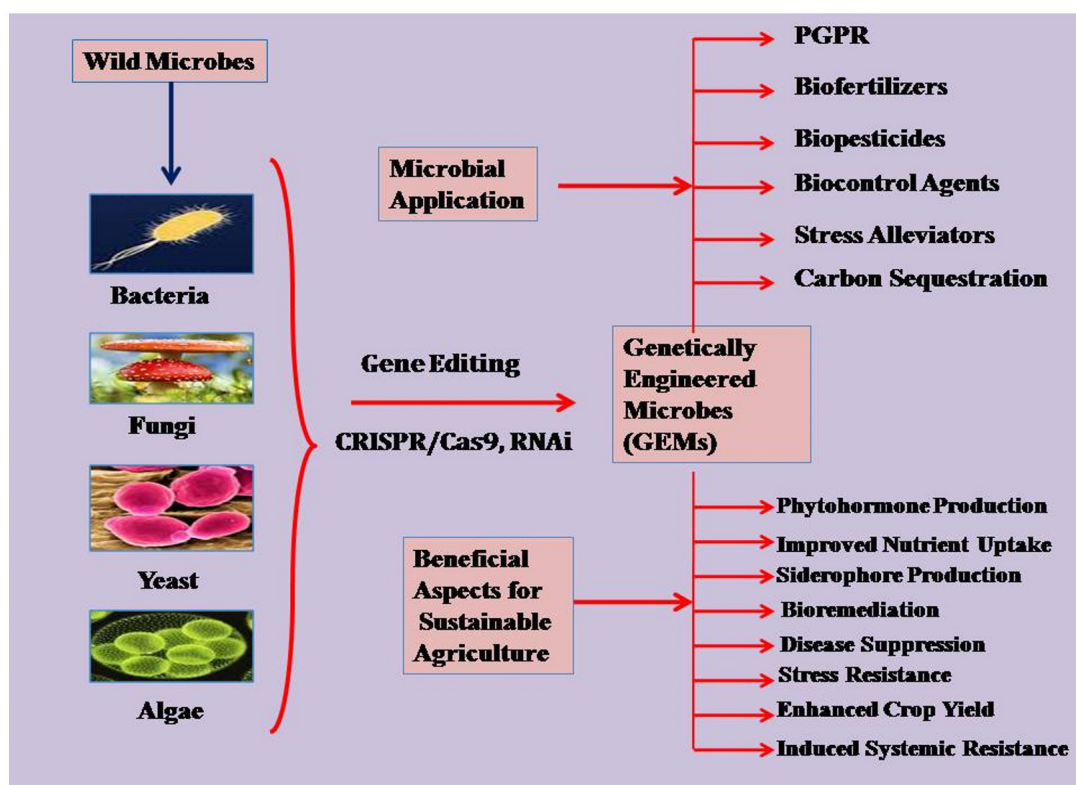 Wild Microbes
Bacteria
Fungi
Yeast
Algae
Gene Editing
CRISPR/Cas9, RNAi
Microbial
Application
Beneficial
Aspects for
Sustainable
Agriculture
Genetically
Engineered
Microbes
(GEMs)
PGPR
Biofertilizers
Biopesticides
Biocontrol Agents
Stress Alleviators
Carbon Sequestration
Phytohormone Production
Improved Nutrient Uptake
Siderophore Production
Bioremediation
Disease Suppression
Stress Resistance
Enhanced Crop Yield
Induced Systemic Resistance